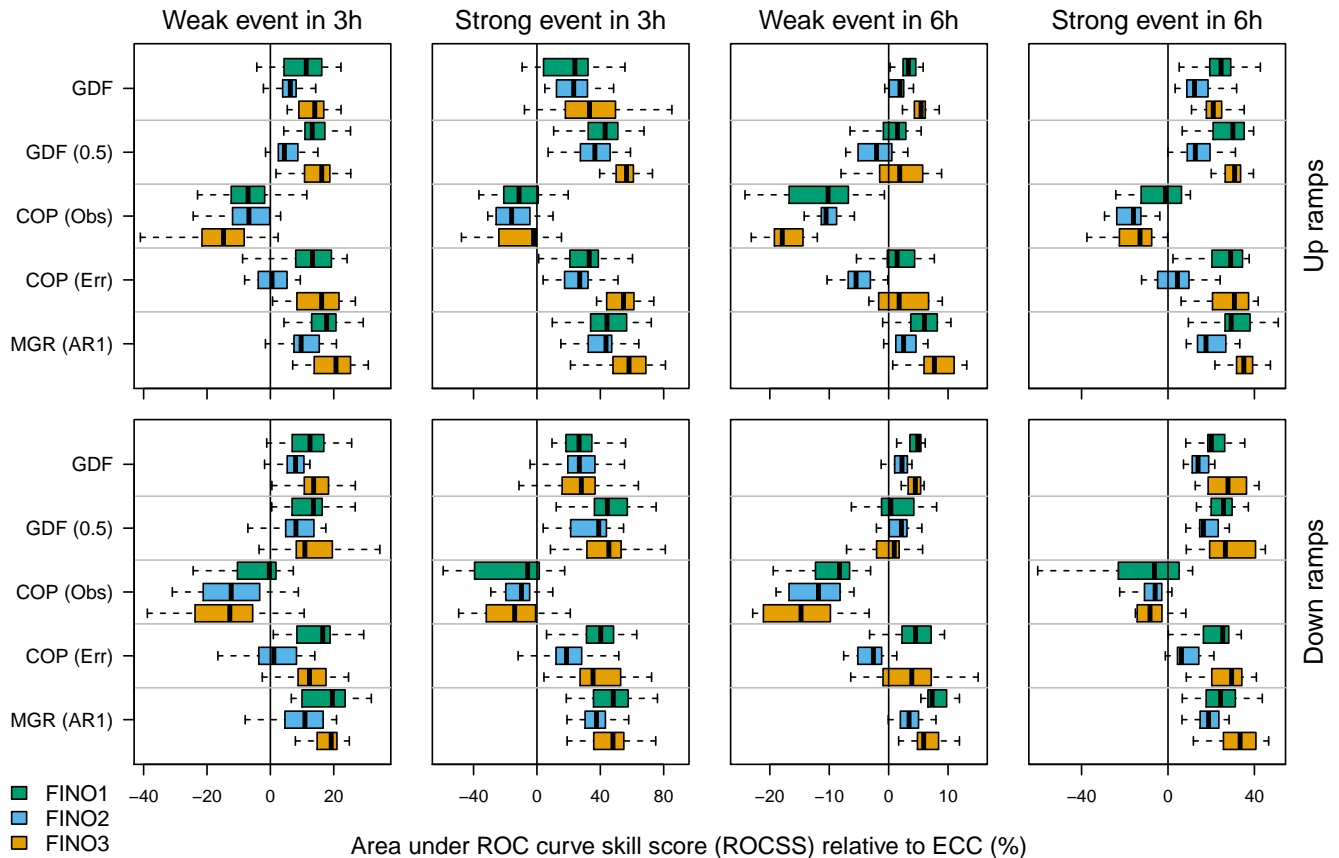 Weak event in 3h Strong event in 3h Weak event in 6h Strong event in 6h
GDF
GDF (0.5)
COP (Obs)
COP (Err)
MGR (AR1)
Up ramps
GDF
GDF (0.5)
COP (Obs)
COP (Err)
MGR (AR1)
Down ramps
−40 −20 0 20 −40 0 40 80 −20 −10 0 10 −40 0 40
FINO1
FINO2
FINO3
Area under ROC curve skill score (ROCSS) relative to ECC (%)